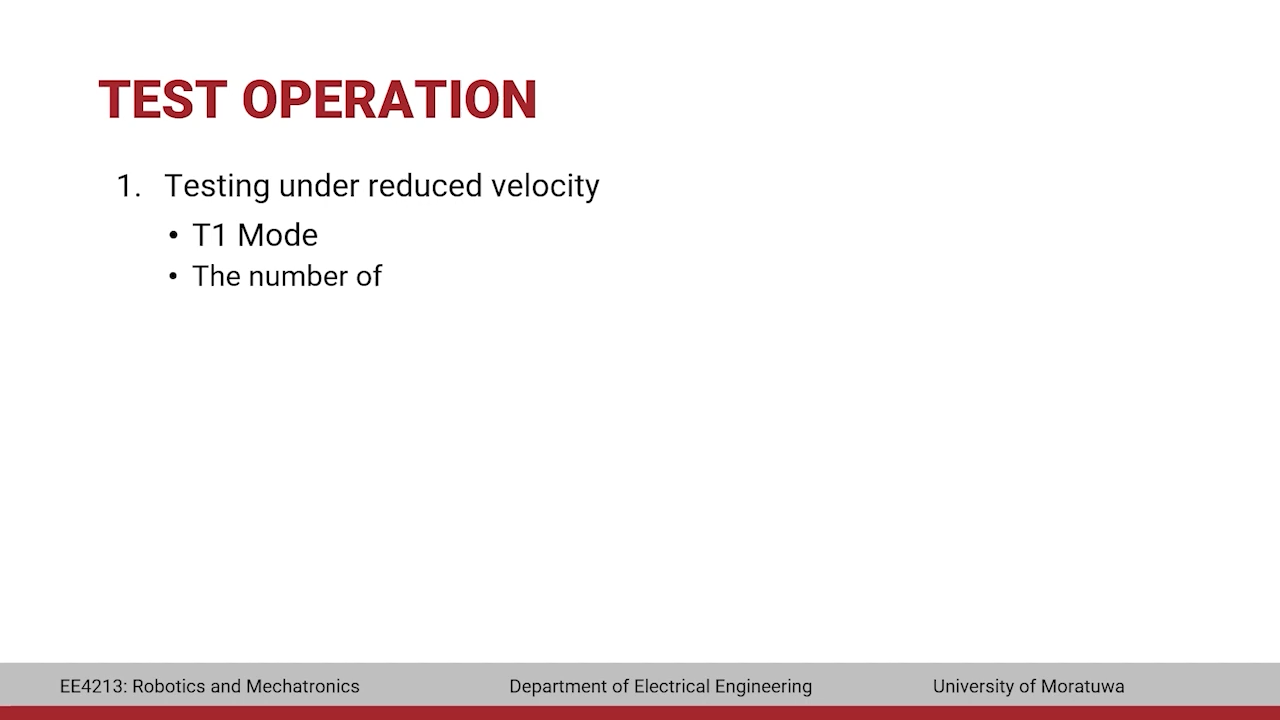 TEST OPERATION
1. Testing under reduced velocity
• T1 Mode
• The number of
EE4213: Robotics and Mechatronics Department of Electrical Engineering University of Moratuwa